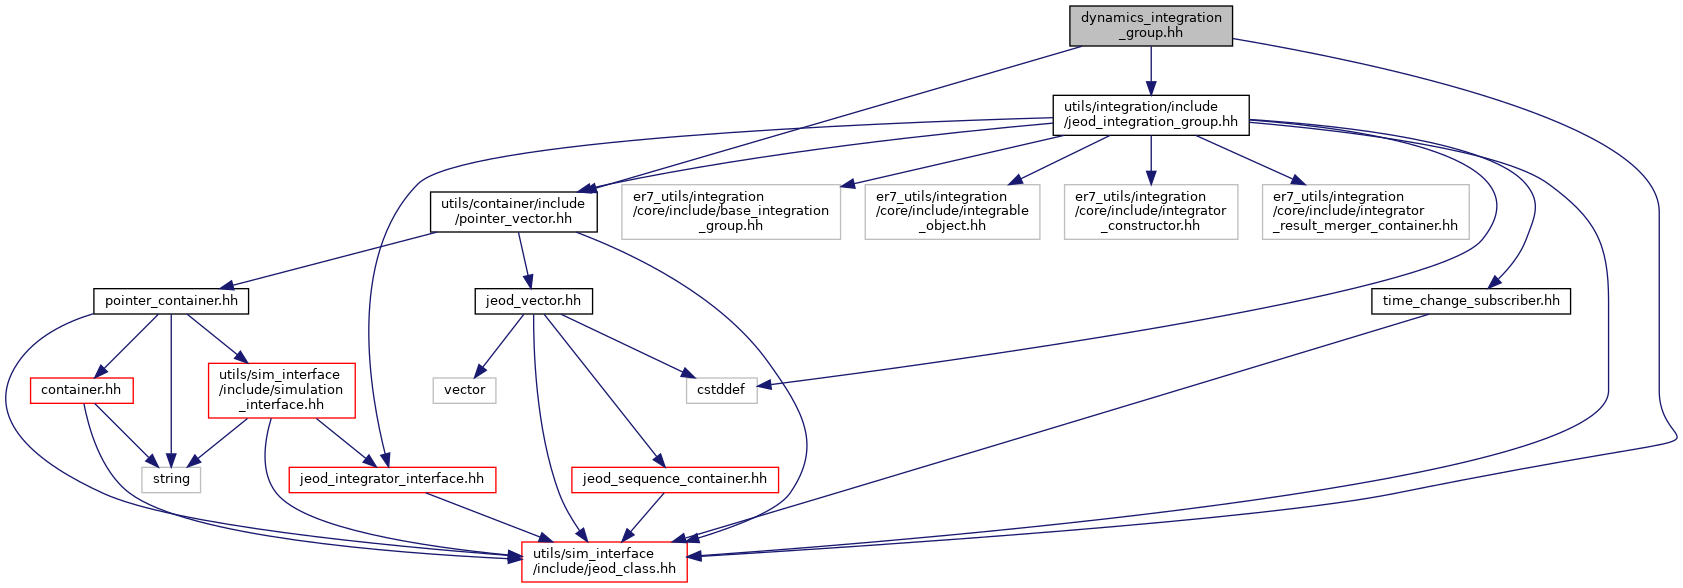 dynamics_integration
_group.hh
utils/integration/include
/jeod_integration_group.hh
utils/container/include
/pointer_vector.hh
er7_utils/integration
/core/include/base_integration
_group.hh
er7_utils/integration
/core/include/integrable
_object.hh
er7_utils/integration
/core/include/integrator
_constructor.hh
er7_utils/integration
/core/include/integrator
_result_merger_container.hh
pointer_container.hh
jeod_vector.hh
time_change_subscriber.hh
container.hh
utils/sim_interface
/include/simulation
_interface.hh
vector
cstddef
string
jeod_integrator_interface.hh
jeod_sequence_container.hh
utils/sim_interface
/include/jeod_class.hh